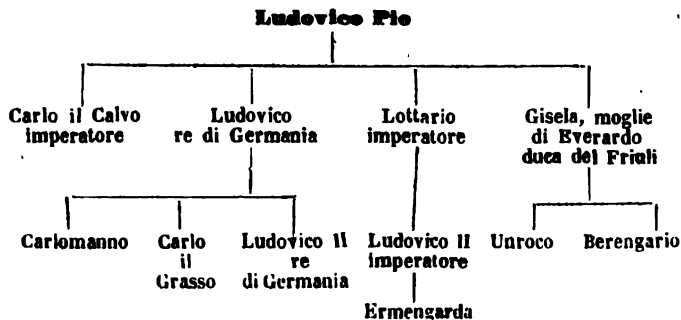 Ludovico Pio
Carlo il Calvo
imperatore
Ludovico
re di Germania
Lottario
imperatore
Gisela, moglie
di Everardo
duca del Friuli
Carlomanno
Carlo
il
Grasso
Ludovico II
re
di Germania
Ludovico II
imperatore
Ermengarda
Unroco
Berengario